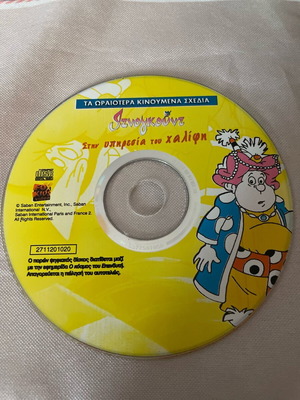 ΤΑ ΩΡΑΙΟΤΕΡΑ ΚΙΝΟΥΜΕΝΑ ΣΧΕΔΙΑ
Ιζνογκούντ
Στην υπηρεσία του χαλίφη
© Saban Entertainment, Inc., Saban
International N.V.,
Saban International Paris and France 2.
All Rights Reserved.
2711201020
Ο παρών ψηφιακός δίσκος διατίθεται μαζί
με την εφημερίδα Ο κόσμος του Επενδυτή.
Απαγορεύεται η πώλησή του αυτοτελώς.